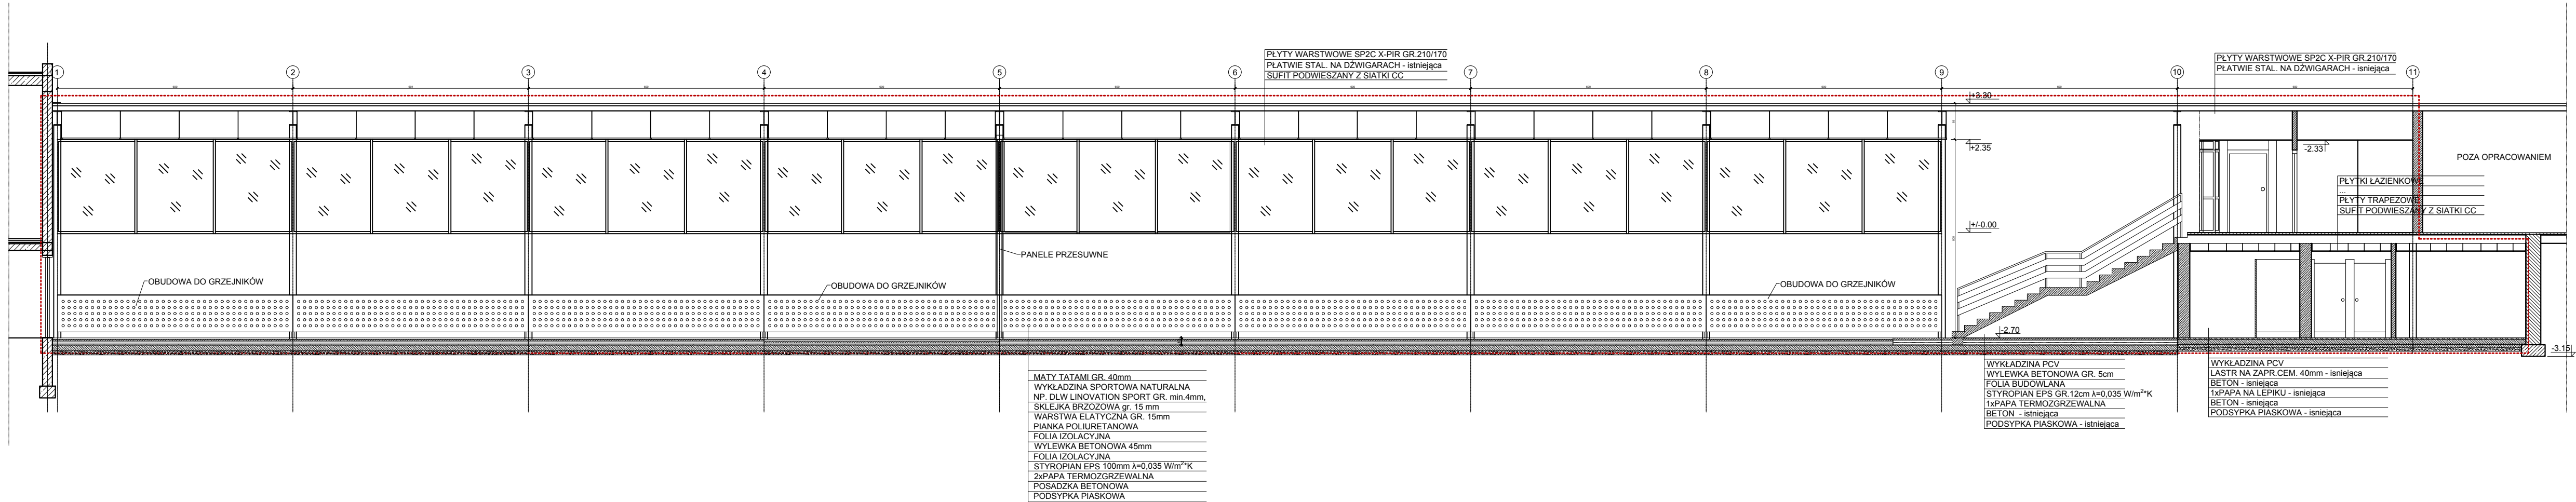 PŁYTY WARSTWOWE SP2C X-PIR GR.210/170
PŁATWIE STAL. NA DŹWIGARACH - istniejąca
SUFIT PODWIESZANY Z SIATKI CC
PŁYTY WARSTWOWE SP2C X-PIR GR.210/170
PŁATWIE STAL. NA DŹWIGARACH - isniejąca
1
2
3
4
5
6
7
8
9
10
11
+3.30
+2.35
-2.33
POZA OPRACOWANIEM
PŁYTKI ŁAZIENKOWE
...
PŁYTY TRAPEZOWE
SUFIT PODWIESZANY Z SIATKI CC
+/-0.00
PANELE PRZESUWNE
OBUDOWA DO GRZEJNIKÓW
OBUDOWA DO GRZEJNIKÓW
OBUDOWA DO GRZEJNIKÓW
-2.70
-3.15
MATY TATAMI GR. 40mm
WYKŁADZINA SPORTOWA NATURALNA
NP. DLW LINOVATION SPORT GR. min.4mm,
SKLEJKA BRZOZOWA gr. 15 mm
WARSTWA ELATYCZNA GR. 15mm
PIANKA POLIURETANOWA
FOLIA IZOLACYJNA
WYLEWKA BETONOWA 45mm
FOLIA IZOLACYJNA
STYROPIAN EPS 100mm λ=0,035 W/m²*K
2xPAPA TERMOZGRZEWALNA
POSADZKA BETONOWA
PODSYPKA PIASKOWA
WYKŁADZINA PCV
WYLEWKA BETONOWA GR. 5cm
FOLIA BUDOWLANA
STYROPIAN EPS GR.12cm λ=0,035 W/m²*K
1xPAPA TERMOZGRZEWALNA
BETON - istniejąca
PODSYPKA PIASKOWA - istniejąca
WYKŁADZINA PCV
LASTR NA ZAPR.CEM. 40mm - isniejąca
BETON - isniejąca
1xPAPA NA LEPIKU - isniejąca
BETON - isniejąca
PODSYPKA PIASKOWA - isniejąca